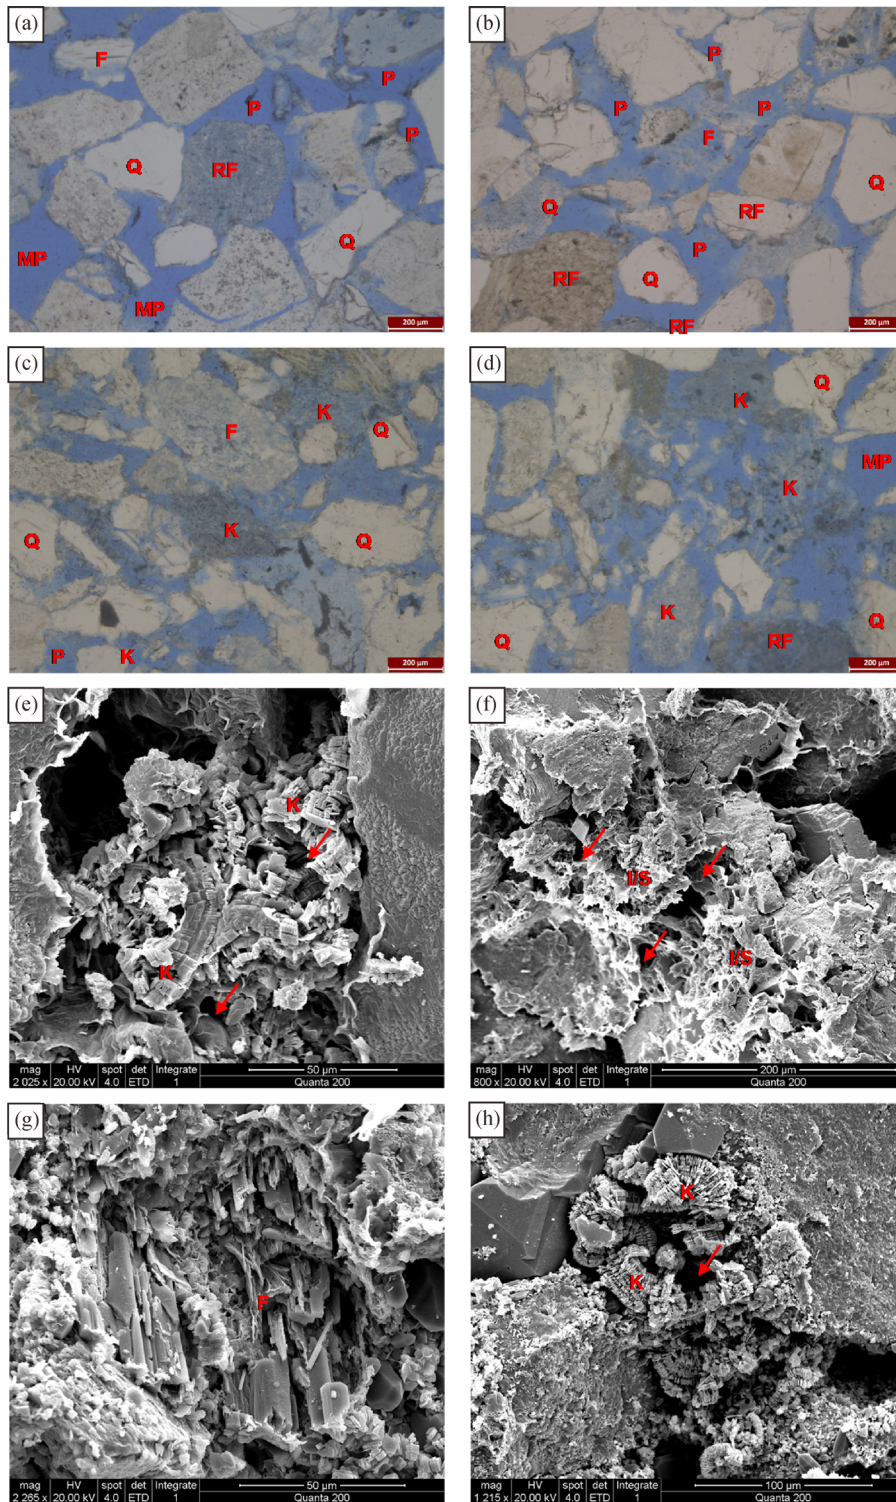 (a)
F
P
P
P
Q
RF
Q
MP
MP
200 μm
(b)
P
P
P
F
Q
Q
RF
P
RF
Q
RF
200 μm
(c)
K
F
Q
K
Q
Q
P
K
200 μm
(d)
Q
K
MP
K
K
Q
Q
RF
200 μm
(e)
K
K
mag HV spot det Integrate 50 μm
2 025 x 20.00 kV 4.0 ETD 1 Quanta 200
(f)
I/S
I/S
mag HV spot det Integrate 200 μm
800 x 20.00 kV 4.0 ETD 1 Quanta 200
(g)
F
mag HV spot det Integrate 50 μm
2 265 x 20.00 kV 4.0 ETD 1 Quanta 200
(h)
K
K
mag HV spot det Integrate 100 μm
1 215 x 20.00 kV 4.0 ETD 1 Quanta 200